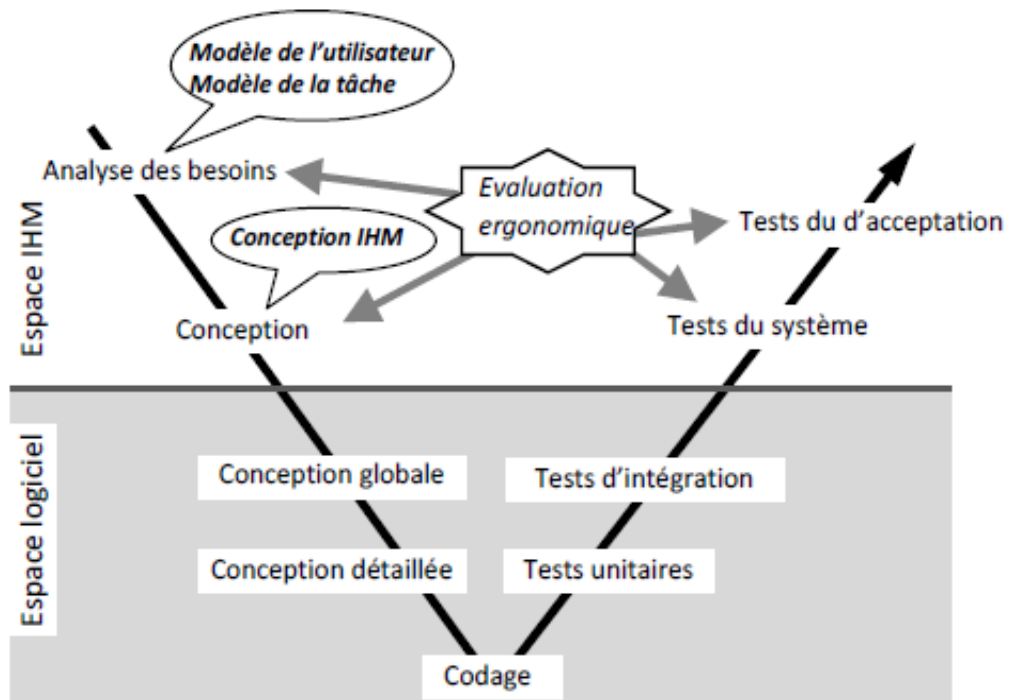 Modèle de l'utilisateur
Modèle de la tâche
Analyse des besoins
Evaluation
ergonomique
Conception IHM
Tests du d'acceptation
Conception
Tests du système
Espace IHM
Conception globale
Tests d'intégration
Conception détaillée
Tests unitaires
Espace logiciel
Codage